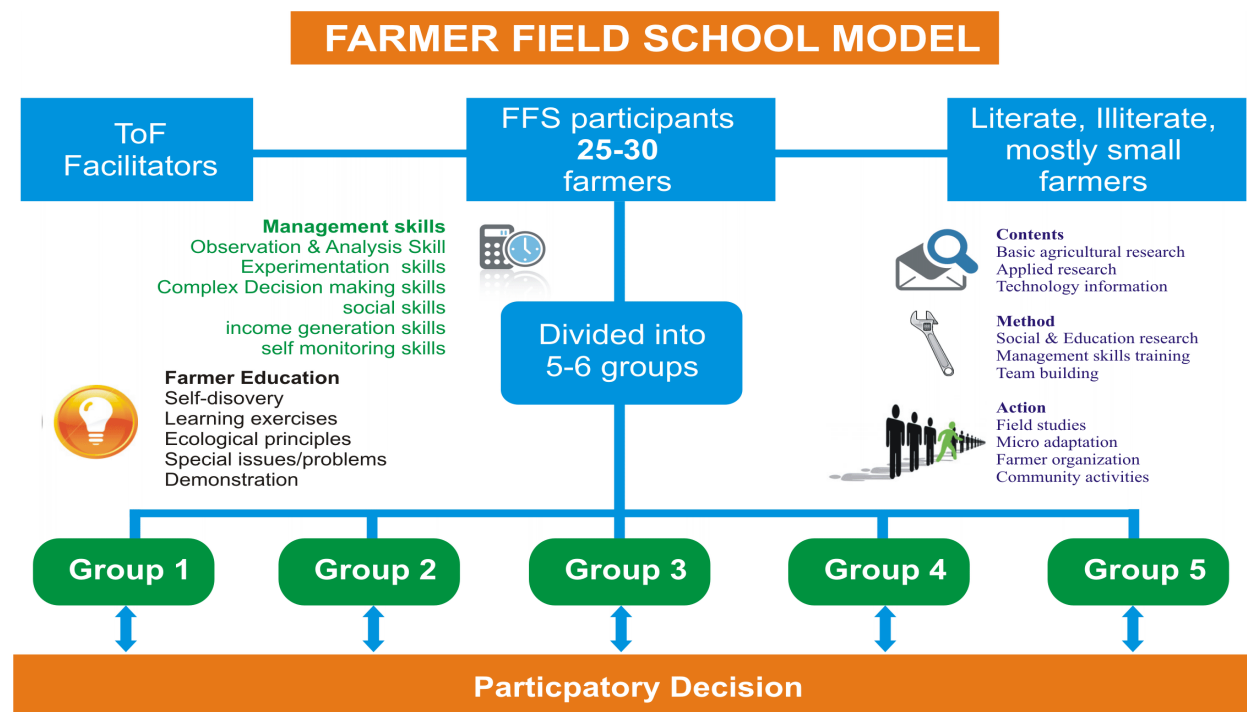 FARMER FIELD SCHOOL MODEL
ToF
Facilitators
FFS participants
25-30
farmers
Literate, Illiterate,
mostly small
farmers
Management skills
Observation & Analysis Skill
Experimentation skills
Complex Decision making skills
social skills
income generation skills
self monitoring skills
Farmer Education
Self-disovery
Learning exercises
Ecological principles
Special issues/problems
Demonstration
Divided into
5-6 groups
Contents
Basic agricultural research
Applied research
Technology information
Method
Social & Education research
Management skills training
Team building
Action
Field studies
Micro adaptation
Farmer organization
Community activities
Group 1
Group 2
Group 3
Group 4
Group 5
Particpatory Decision